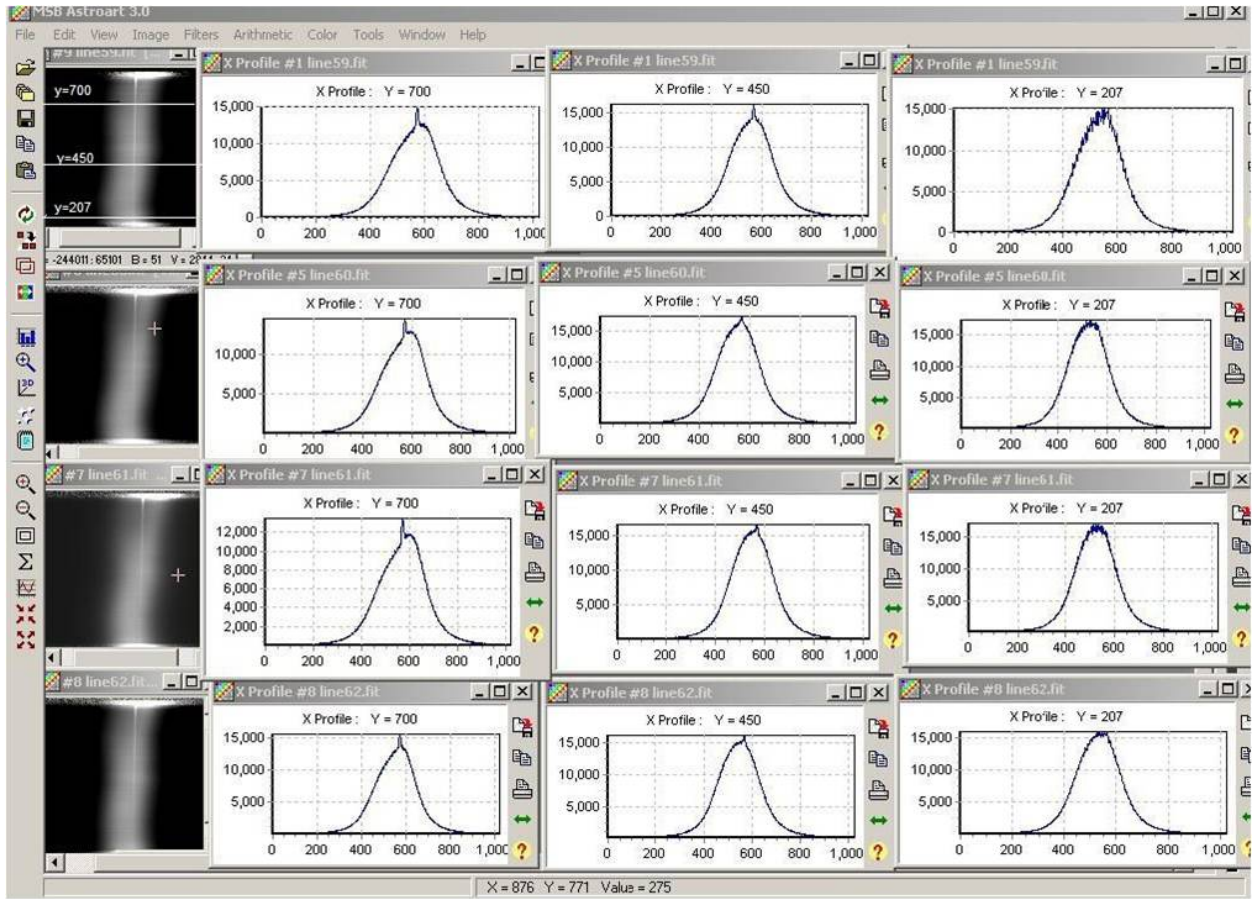 MSB Astroart 3.0
File Edit View Image Filters Arithmetic Color Tools Window Help
#9 line59.fit
y=700
y=450
y=207
X Profile #1 line59.fit
X Profile : Y = 700
15,000
10,000
5,000
0
0 200 400 600 800 1,000
X Profile #1 line59.fit
X Profile : Y = 450
15,000
10,000
5,000
0
0 200 400 600 800 1,000
X Profile #1 line59.fit
X Profile : Y = 207
15,000
10,000
5,000
0
0 200 400 600 800 1,000
= -244011:65101 B = 51
X Profile #5 line60.fit
X Profile : Y = 700
10,000
5,000
0 200 400 600 800 1,000
X Profile #5 line60.fit
X Profile : Y = 450
15,000
10,000
5,000
0 200 400 600 800 1,000
X Profile #5 line60.fit
X Profile : Y = 207
15,000
10,000
5,000
0 200 400 600 800 1,000
3D
#7 line61.fit ...
X Profile #7 line61.fit
X Profile : Y = 700
12,000
10,000
8,000
6,000
4,000
2,000
0 200 400 600 800 1,000
X Profile #7 line61.fit
X Profile : Y = 450
15,000
10,000
5,000
0 200 400 600 800 1,000
X Profile #7 line61.fit
X Profile : Y = 207
15,000
10,000
5,000
0 200 400 600 800 1,000
#8 line62.fit...
X Profile #8 line62.fit
X Profile : Y = 700
15,000
10,000
5,000
0 200 400 600 800 1,000
X Profile #8 line62.fit
X Profile : Y = 450
15,000
10,000
5,000
0 200 400 600 800 1,000
X Profile #8 line62.fit
X Profile : Y = 207
15,000
10,000
5,000
0 200 400 600 800 1,000
X = 876 Y = 771 Value = 275